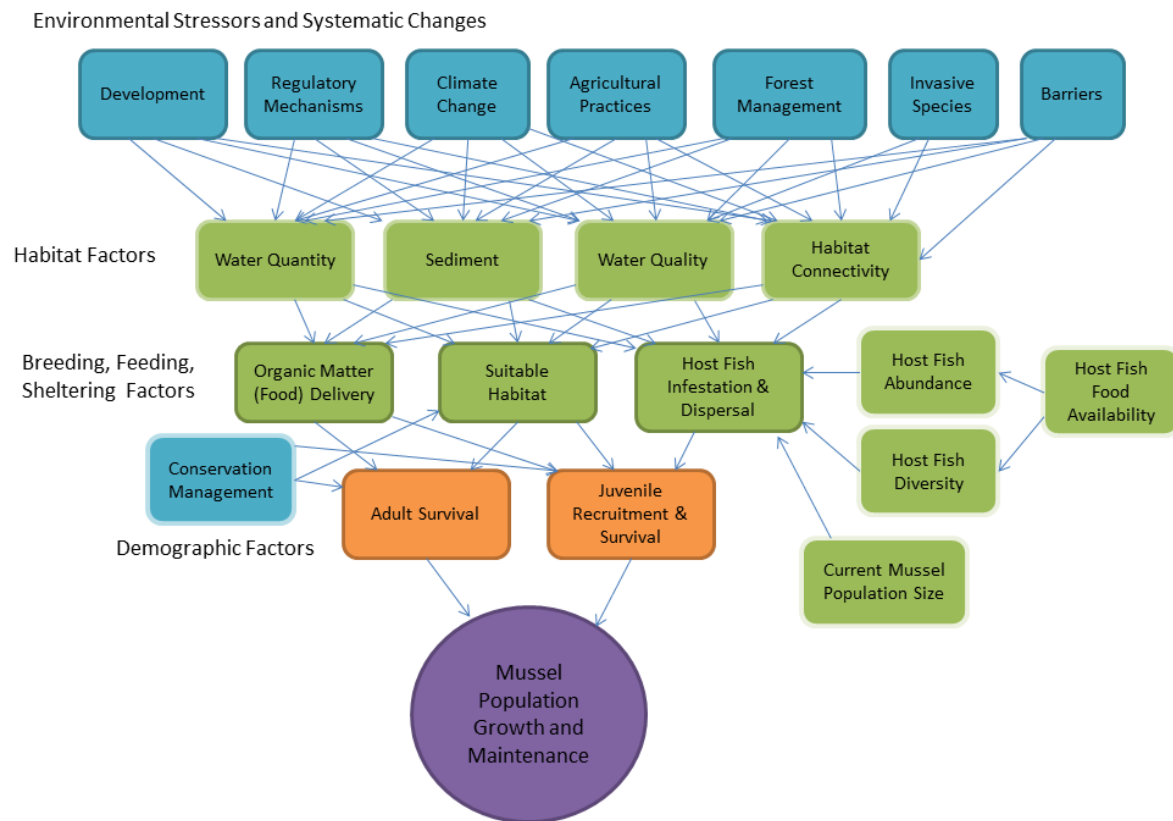 Environmental Stressors and Systematic Changes
Development
Regulatory
Mechanisms
Climate
Change
Agricultural
Practices
Forest
Management
Invasive
Species
Barriers
Habitat Factors
Water Quantity
Sediment
Water Quality
Habitat
Connectivity
Breeding, Feeding,
Sheltering Factors
Organic Matter
(Food) Delivery
Suitable
Habitat
Host Fish
Infestation &
Dispersal
Host Fish
Abundance
Host Fish
Food
Availability
Host Fish
Diversity
Conservation
Management
Adult Survival
Juvenile
Recruitment &
Survival
Demographic Factors
Current Mussel
Population Size
Mussel
Population
Growth and
Maintenance